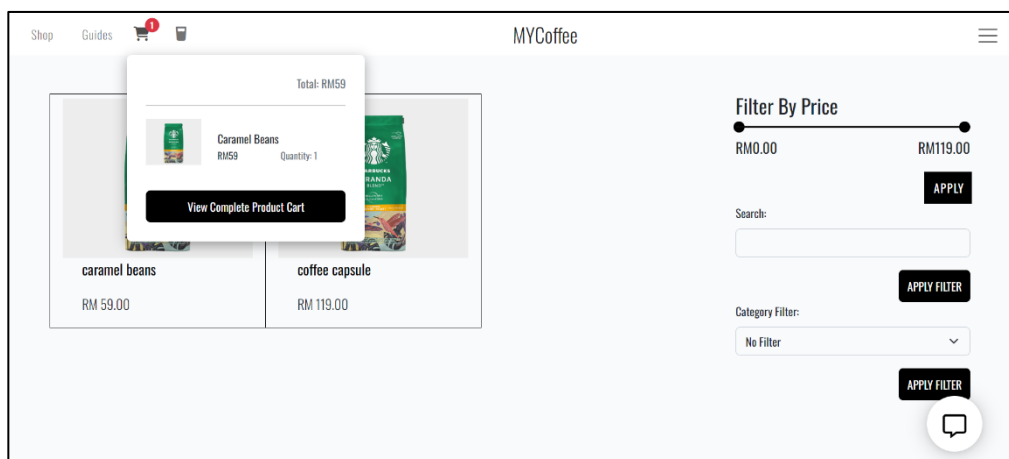 Shop Guides 1 MYCoffee
Total: RM59
Caramel Beans
RM59 Quantity: 1
View Complete Product Cart
caramel beans
RM 59.00
coffee capsule
RM 119.00
Filter By Price
RM0.00 RM119.00
APPLY
Search:
APPLY FILTER
Category Filter:
No Filter
APPLY FILTER